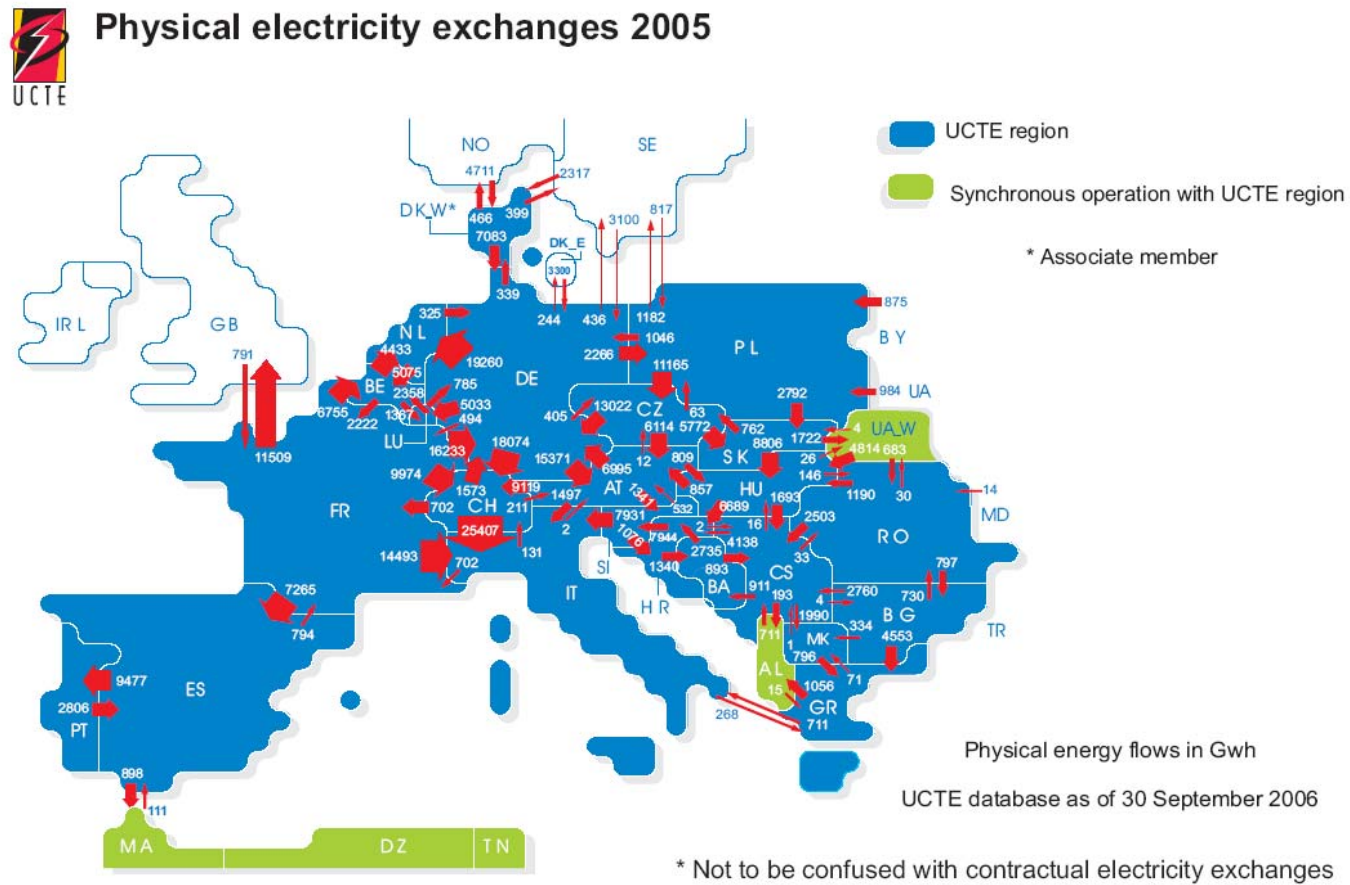 Physical electricity exchanges 2005
UCTE
NO
SE
UCTE region
4711
2317
Synchronous operation with UCTE region
DK_W*
466
399
3100
817
7083
DK_E
* Associate member
3300
339
244
436
1182
875
IRL
GB
325
NL
1046
PL
BY
791
4433
19260
2266
5075
DE
11165
BE
785
2358
984 UA
6755
2222
1367
5033
405
13022
CZ
63
2792
LU
494
6114
5772
762
4
UA_W
16233
18074
8806
1722
4814
683
9974
15371
6995
12
809
SK
26
1573
9119
AT
857
HU
146
FR
702
CH
211
1497
1341
532
1693
1190
30
14
MD
25407
2
7931
6689
16
2503
RO
14493
131
1076
7944
2
4138
702
2735
33
SI
1340
893
CS
797
7265
IT
BA
911
193
2760
730
HR
4
BG
794
1990
334
4553
TR
711
MK
1
796
9477
ES
AL
71
2806
15
1056
PT
GR
268
711
Physical energy flows in Gwh
898
111
UCTE database as of 30 September 2006
MA
DZ
TN
* Not to be confused with contractual electricity exchanges